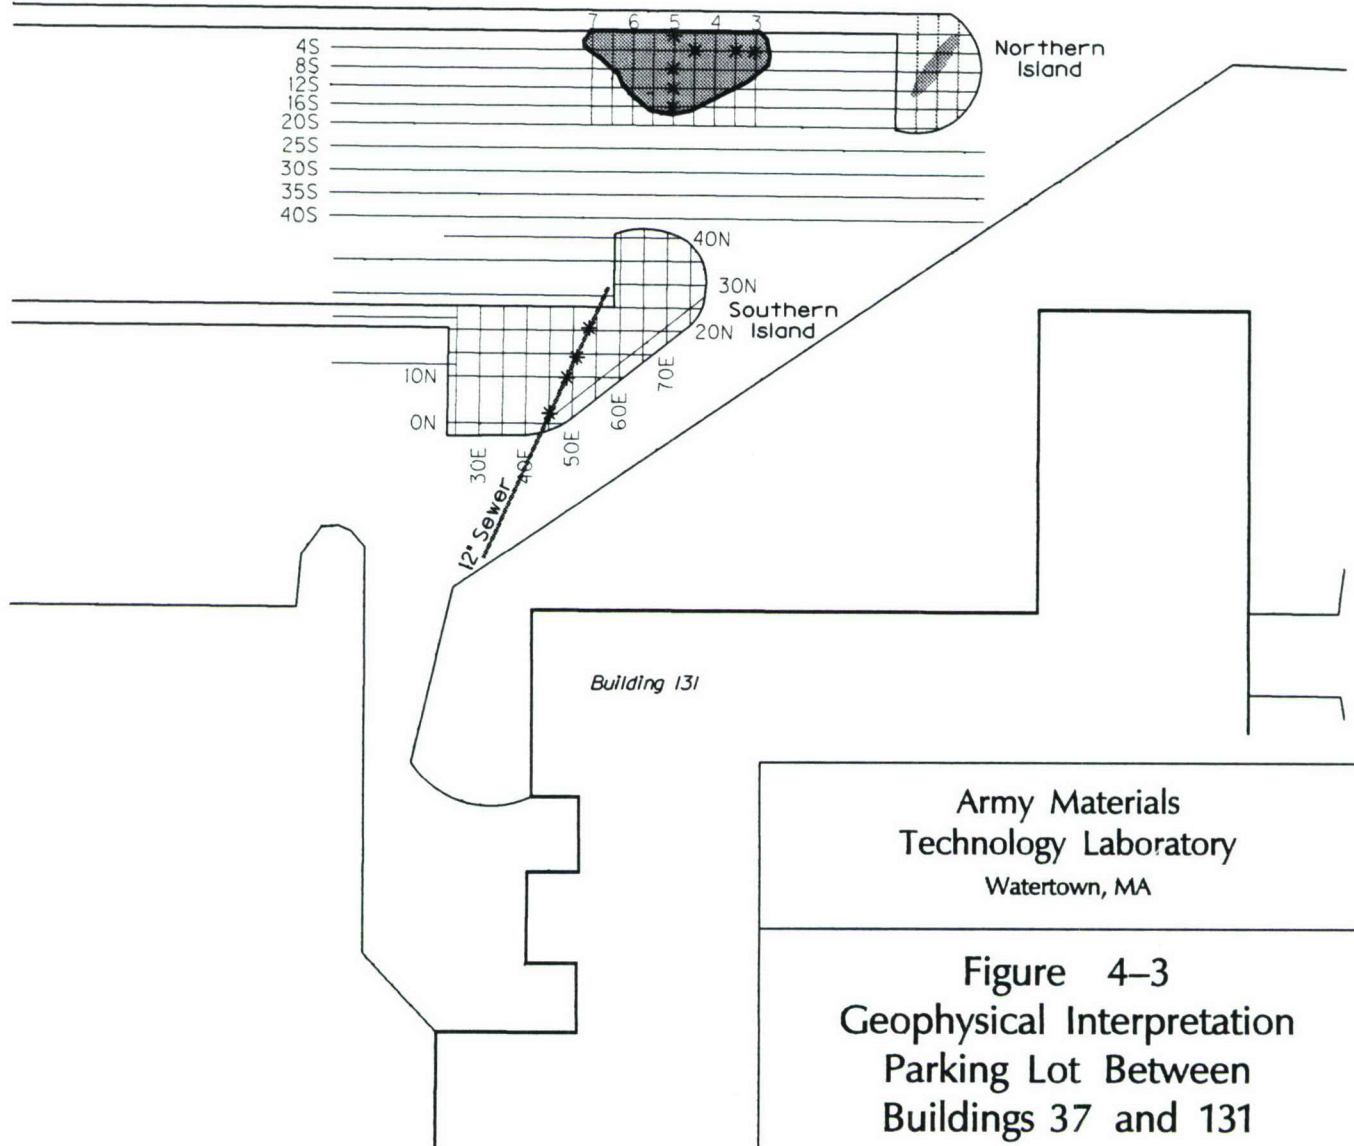 7 6 5 4 3
4S
8S
12S
16S
20S
25S
30S
35S
40S
Northern
Island
40N
30N
Southern
Island
20N
10N
0N
30E
40E
50E
60E
70E
12" Sewer
Building 131
Army Materials
Technology Laboratory
Watertown, MA
Figure 4–3
Geophysical Interpretation
Parking Lot Between
Buildings 37 and 131